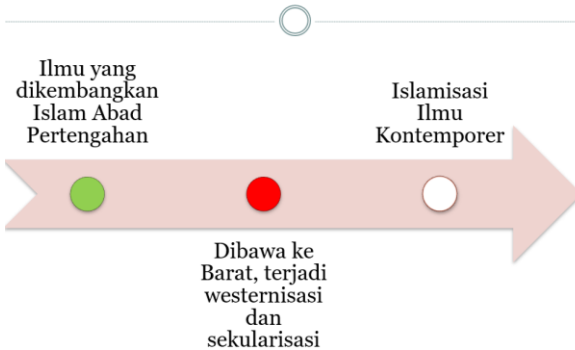 Ilmu yang
dikembangkan
Islam Abad
Pertengahan
Dibawa ke
Barat, terjadi
westernisasi
dan
sekularisasi
Islamisasi
Ilmu
Kontemporer